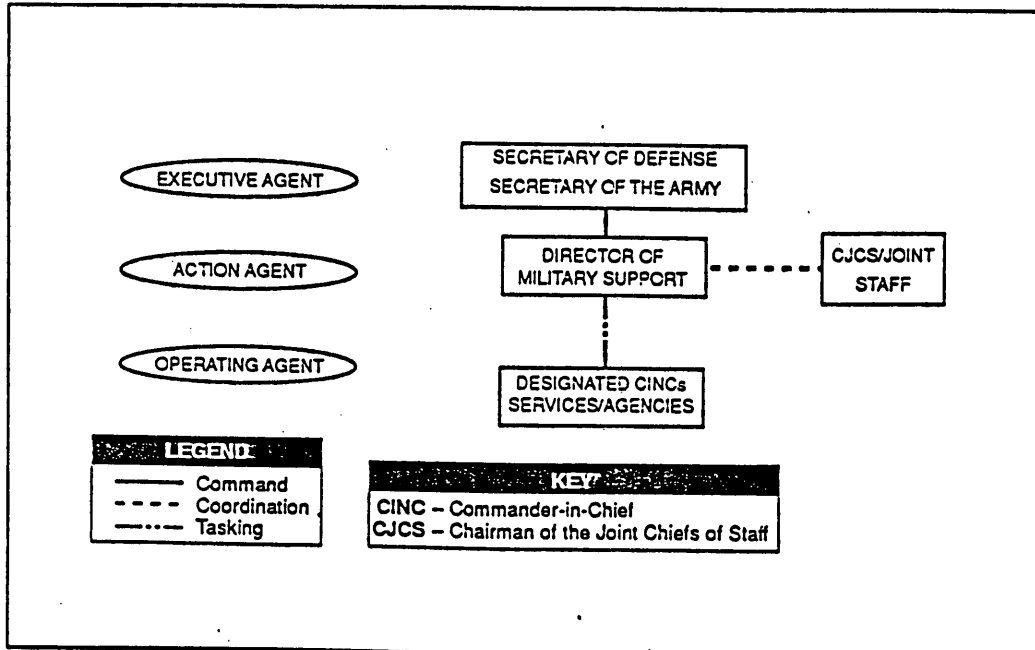 EXECUTIVE AGENT
SECRETARY OF DEFENSE
SECRETARY OF THE ARMY
ACTION AGENT
DIRECTOR OF
MILITARY SUPPORT
CJCS/JOINT
STAFF
OPERATING AGENT
DESIGNATED CINCs
SERVICES/AGENCIES
LEGEND
Command
Coordination
Tasking
KEY
CINC – Commander-in-Chief
CJCS – Chairman of the Joint Chiefs of Staff